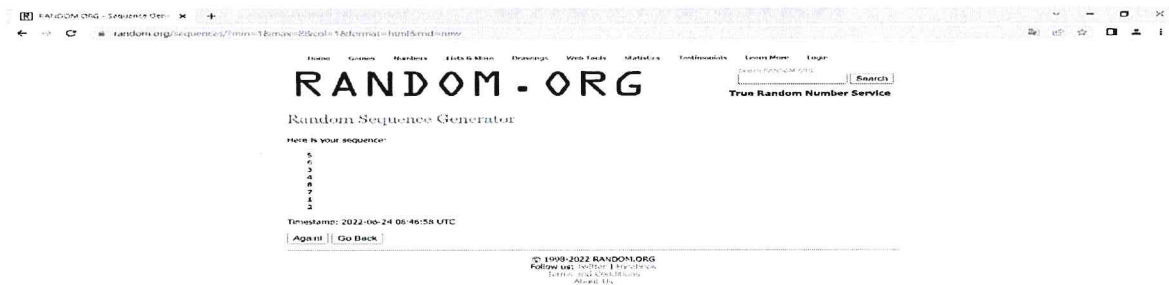 RANDOM.ORG - Sequence Gen
random.org/sequences/?min=1&max=8&col=1&format=html&rnd=new
Home Games Numbers Lists & More Drawings Web Tools Statistics Testimonials Learn More Login
RANDOM.ORG
Search RANDOM.ORG
Search
True Random Number Service
Random Sequence Generator
Here is your sequence:
5
6
3
4
8
7
1
2
Timestamp: 2022-06-24 06:46:58 UTC
Again! Go Back
© 1998-2022 RANDOM.ORG
Follow us: Twitter | Facebook
Terms and Conditions
About Us